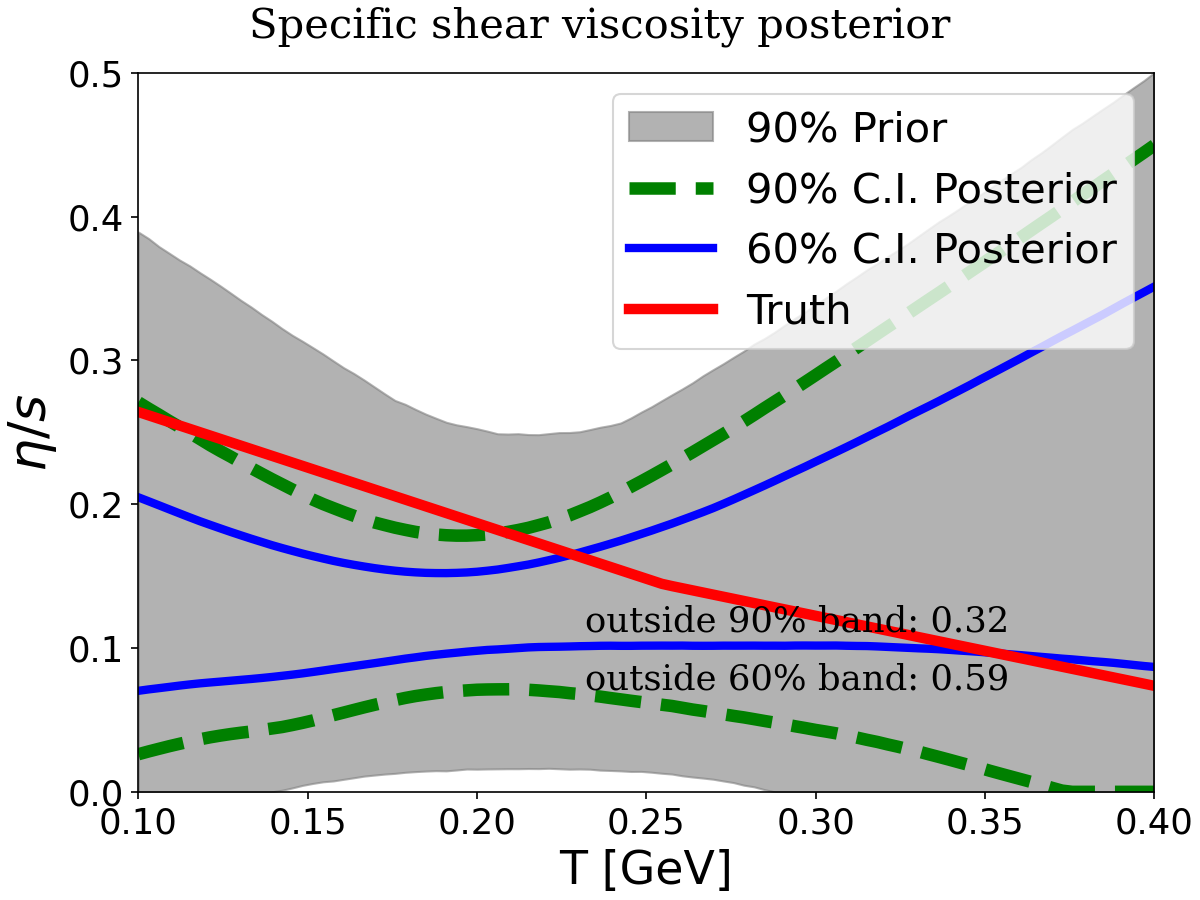 Specific shear viscosity posterior
0.5
0.4
0.3
0.2
0.1
0.0
η/s
90% Prior
90% C.I. Posterior
60% C.I. Posterior
Truth
outside 90% band: 0.32
outside 60% band: 0.59
0.10 0.15 0.20 0.25 0.30 0.35 0.40
T [GeV]